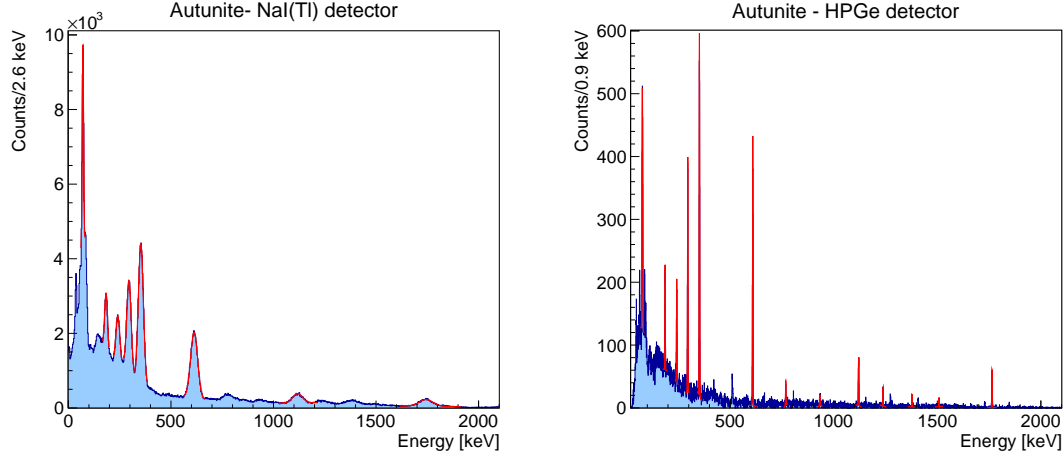 Autunite- NaI(Tl) detector
×10³
Counts/2.6 keV
10
8
6
4
2
0
0 500 1000 1500 2000
Energy [keV]
Autunite - HPGe detector
Counts/0.9 keV
600
500
400
300
200
100
0
500 1000 1500 2000
Energy [keV]